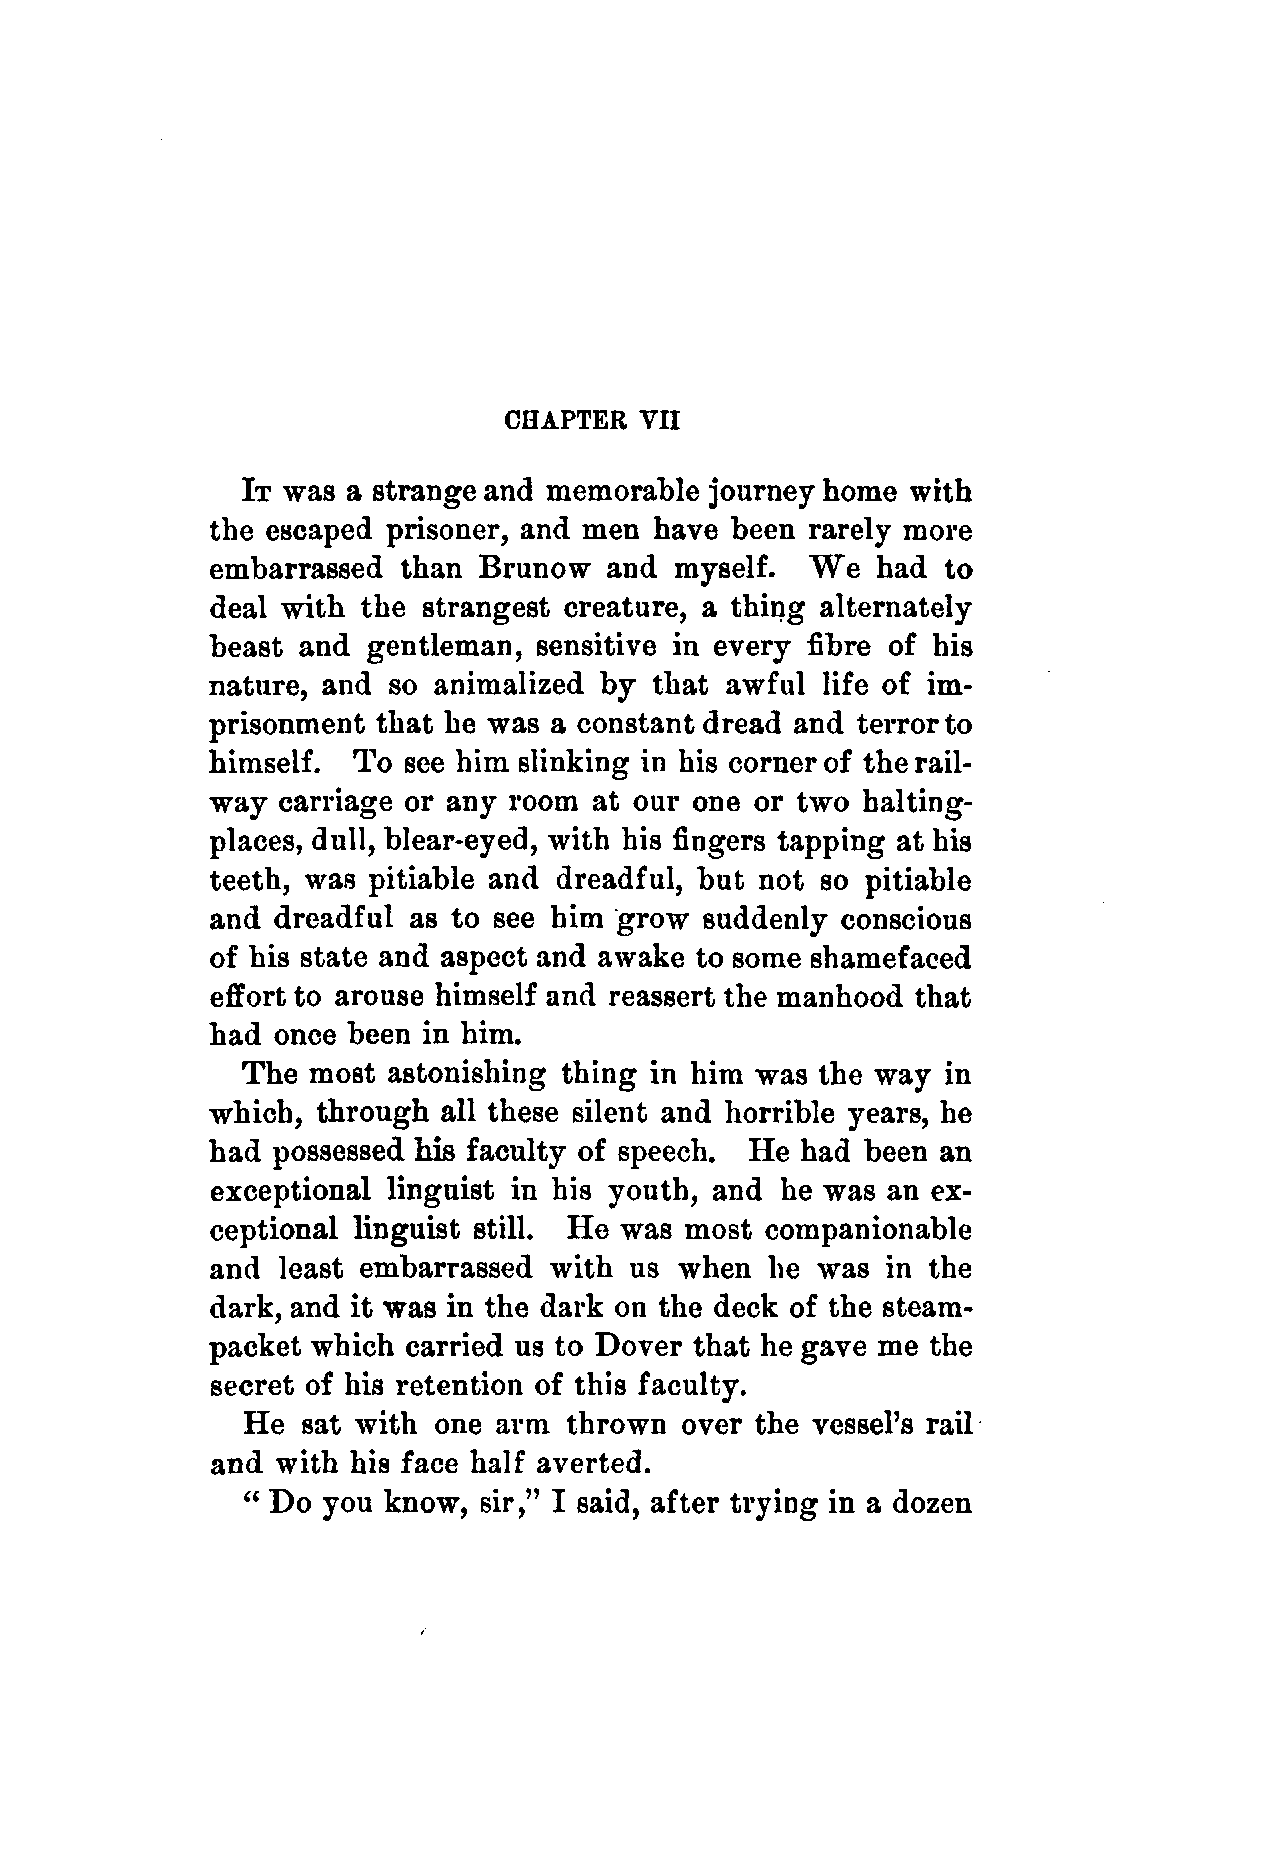 CHAPTER VII
IT was a strange and memorable journey home with
the escaped prisoner, and men have been rarely more
embarrassed than Brunow and myself. We had to
deal with the strangest creature, a thing alternately
beast and gentleman, sensitive in every fibre of his
nature, and so animalized by that awful life of im-
prisonment that he was a constant dread and terror to
himself. To see him slinking in his corner of the rail-
way carriage or any room at our one or two halting-
places, dull, blear-eyed, with his fingers tapping at his
teeth, was pitiable and dreadful, but not so pitiable
and dreadful as to see him grow suddenly conscious
of his state and aspect and awake to some shamefaced
effort to arouse himself and reassert the manhood that
had once been in him.
The most astonishing thing in him was the way in
which, through all these silent and horrible years, he
had possessed his faculty of speech. He had been an
exceptional linguist in his youth, and he was an ex-
ceptional linguist still. He was most companionable
and least embarrassed with us when he was in the
dark, and it was in the dark on the deck of the steam-
packet which carried us to Dover that he gave me the
secret of his retention of this faculty.
He sat with one arm thrown over the vessel's rail
and with his face half averted.
“ Do you know, sir,” I said, after trying in a dozen